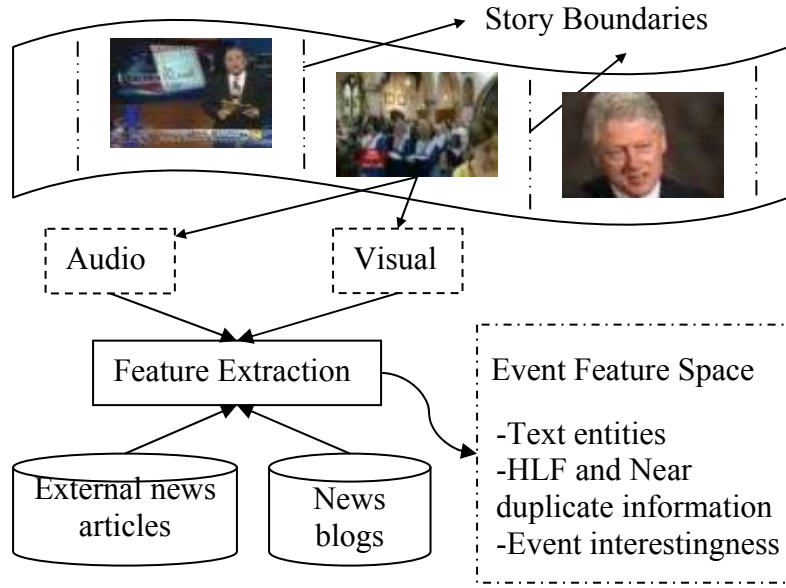 Story Boundaries
Audio
Visual
Feature Extraction
Event Feature Space
-Text entities
-HLF and Near
duplicate information
-Event interestingness
External news
articles
News
blogs